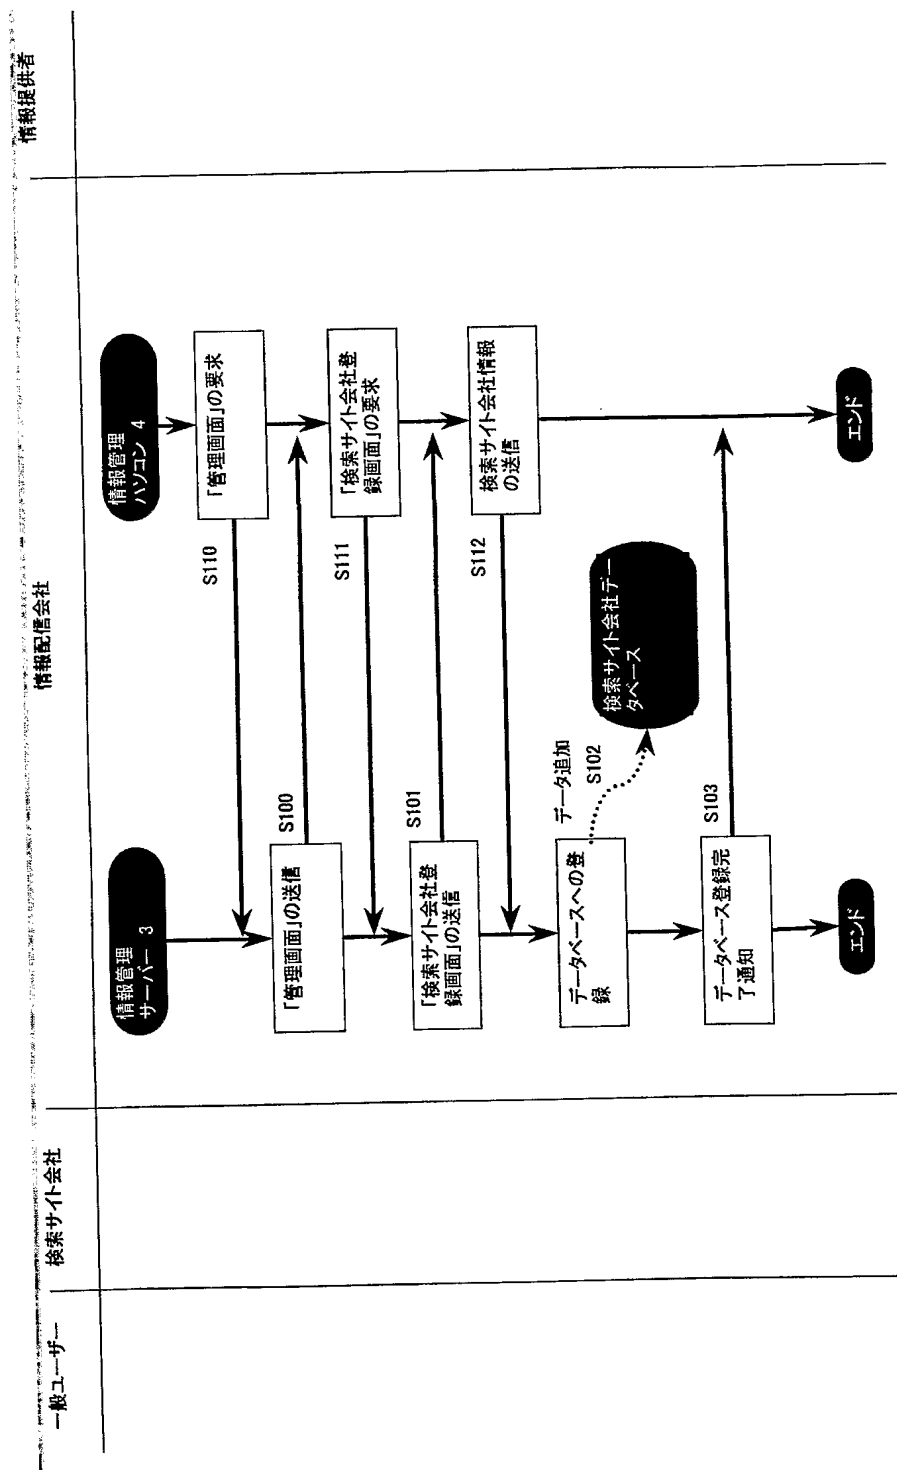 一般ユーザー
検索サイト会社
情報配信会社
情報提供者
情報管理
サーバー 3
情報管理
パソコン 4
「管理画面」の要求
S110
「管理画面」の送信
S100
「検索サイト会社登
録画面」の要求
S111
「検索サイト会社登
録画面」の送信
S101
検索サイト会社情報
の送信
S112
データベースへの登
録
データ追加
S102
検索サイト会社デー
タベース
データベース登録完
了通知
S103
エンド
エンド